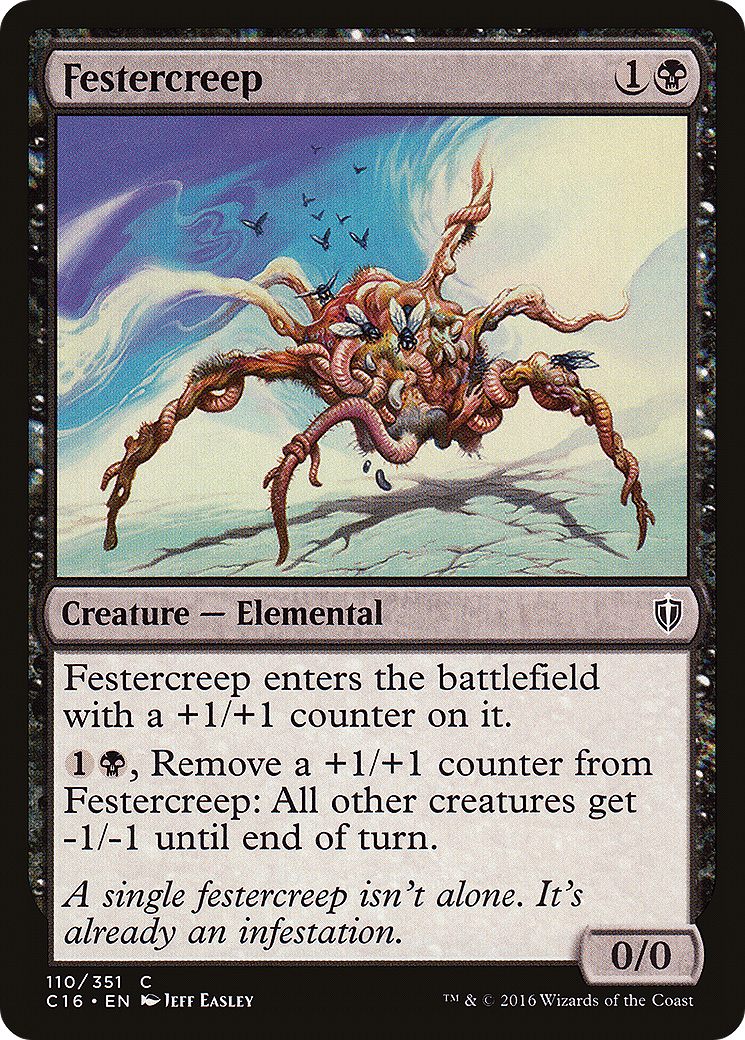 Festercreep 1
Creature — Elemental
Festercreep enters the battlefield
with a +1/+1 counter on it.
1, Remove a +1/+1 counter from
Festercreep: All other creatures get
-1/-1 until end of turn.
A single festercreep isn't alone. It's
already an infestation.
0/0
110/351 C
C16 • EN Jeff Easley
™ & © 2016 Wizards of the Coast